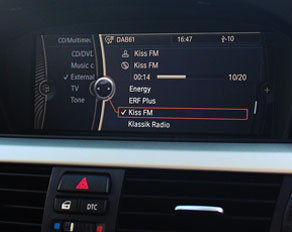 CD/Multimed
DAB61
16:47
-10
CD/DVD
Kiss FM
Music c
Kiss FM
External
00:14
10/20
TV
Energy
Tone
ERF Plus
Kiss FM
Klassik Radio
DTC